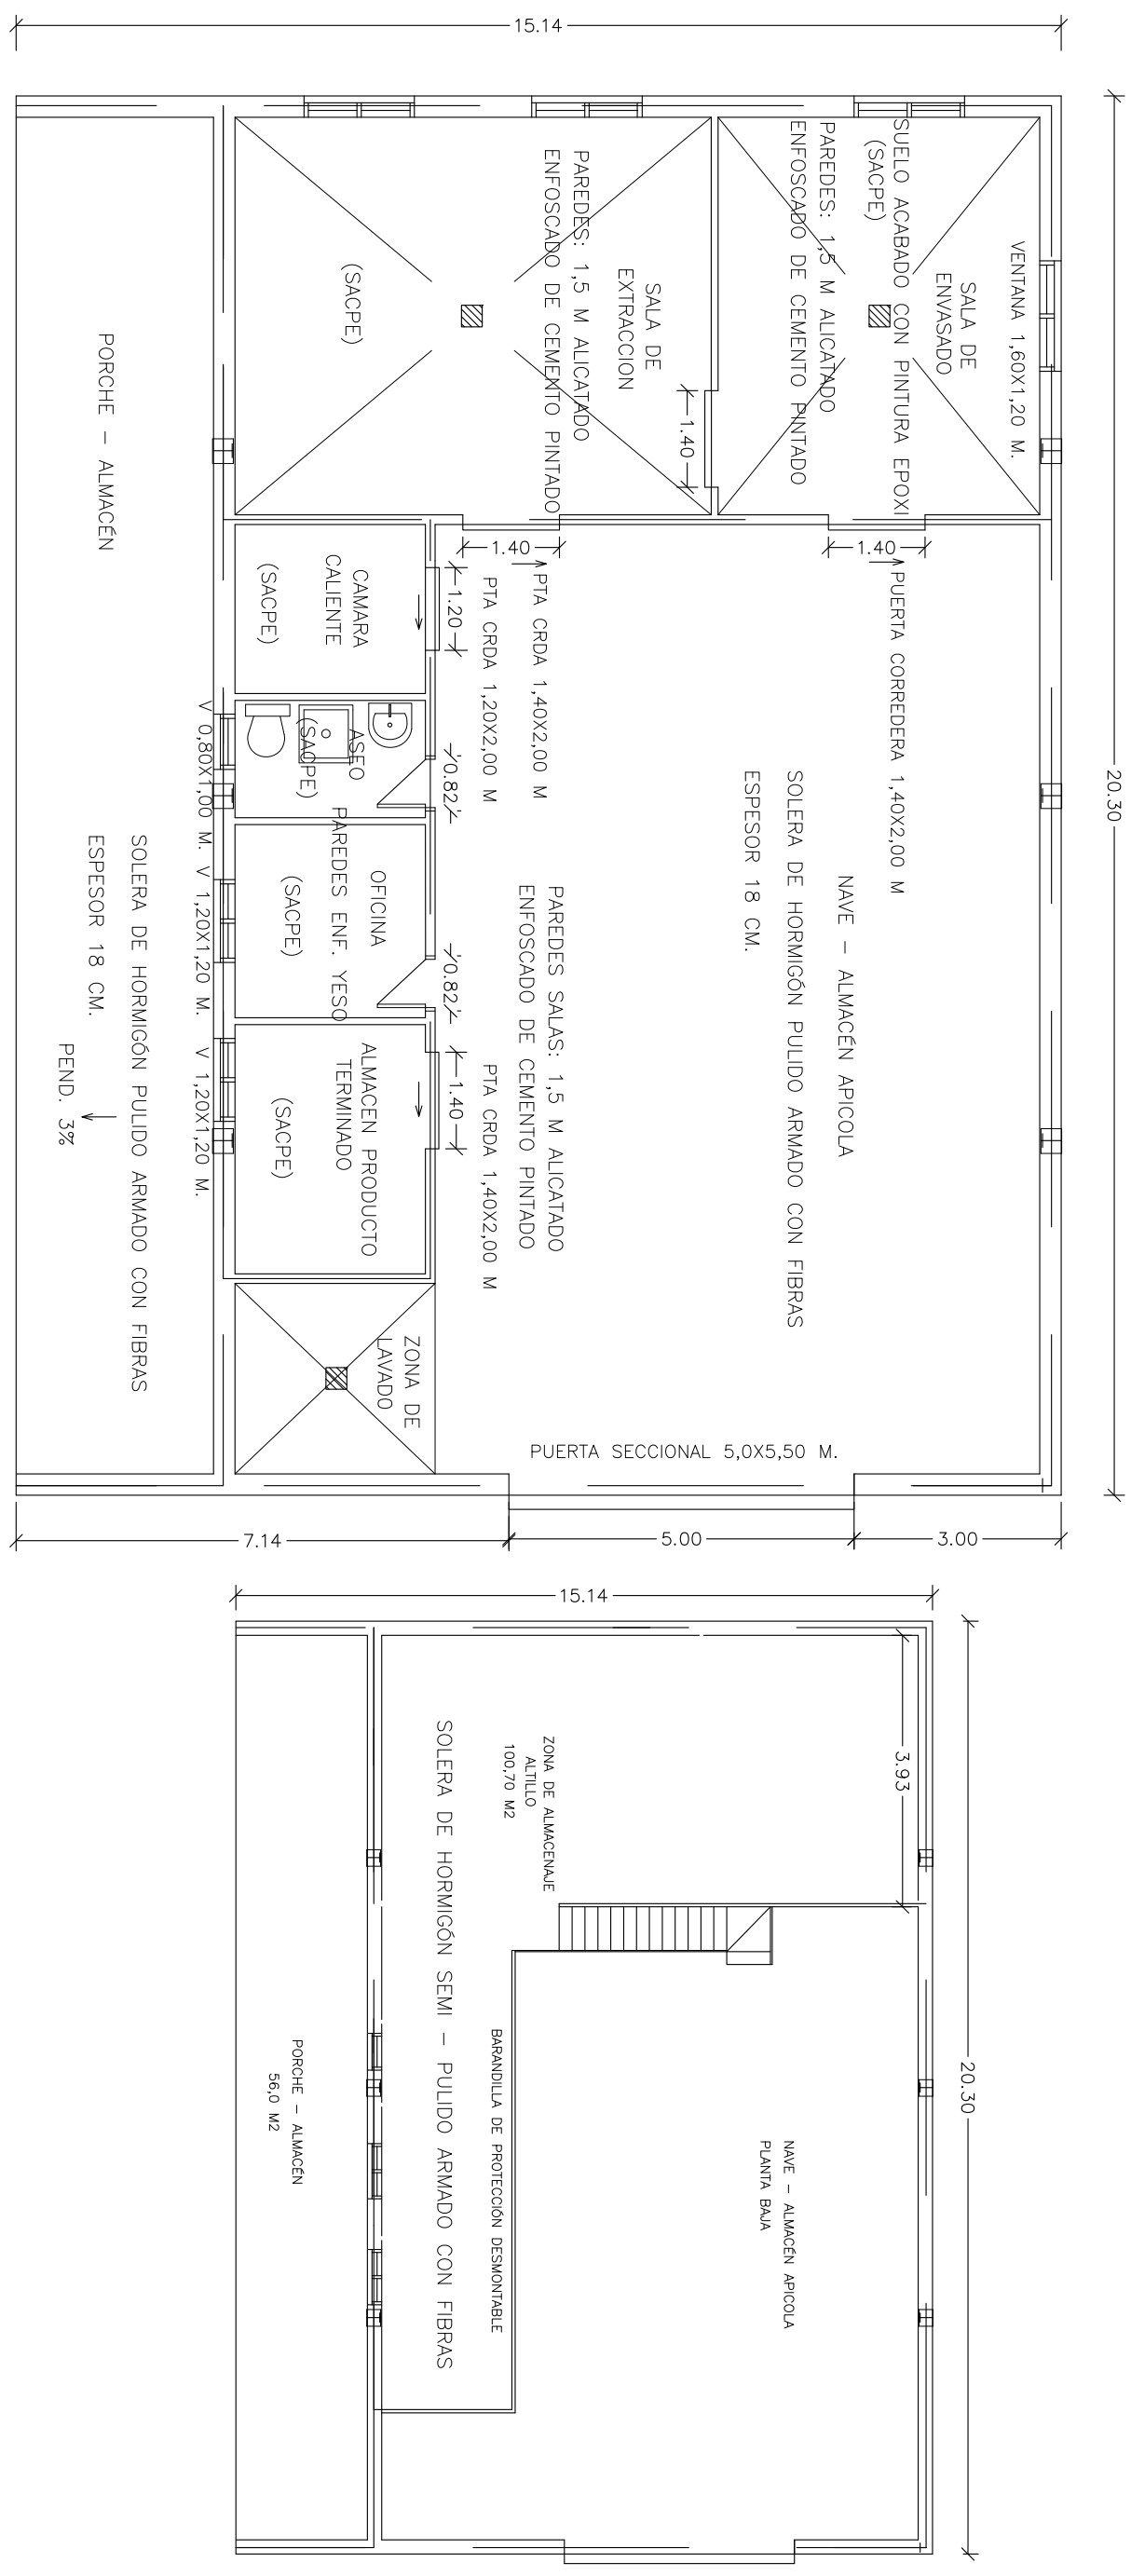 15.14
20.30
VENTANA 1,60X1,20 M.
SALA DE
ENVASADO
SUELO ACABADO CON PINTURA EPOXI
(SACPE)
PAREDES: 1,5 M ALICATADO
ENFOSCADO DE CEMENTO PINTADO
SALA DE
EXTRACCION
PAREDES: 1,5 M ALICATADO
ENFOSCADO DE CEMENTO PINTADO
(SACPE)
1.40
1.40
1.40
PUERTA CORREDERA 1,40X2,00 M
PTA CRDA 1,40X2,00 M
PTA CRDA 1,20X2,00 M
1.20
CAMARA
CALIENTE
(SACPE)
ASEO
(SACPE)
0.82
OFICINA
PAREDES ENF. YESO
(SACPE)
0.82
1.40
PTA CRDA 1,40X2,00 M
ALMACEN PRODUCTO
TERMINADO
(SACPE)
NAVE – ALMACÉN APICOLA
SOLERA DE HORMIGÓN PULIDO ARMADO CON FIBRAS
ESPESOR 18 CM.
PAREDES SALAS: 1,5 M ALICATADO
ENFOSCADO DE CEMENTO PINTADO
ZONA DE
LAVADO
PUERTA SECCIONAL 5,0X5,50 M.
V 0,80X1,00 M.
V 1,20X1,20 M.
V 1,20X1,20 M.
PORCHE – ALMACÉN
SOLERA DE HORMIGÓN PULIDO ARMADO CON FIBRAS
ESPESOR 18 CM.
PEND. 3%
7.14
5.00
3.00
15.14
20.30
3.93
ZONA DE ALMACENAJE
ALTILLO
100,70 M2
SOLERA DE HORMIGÓN SEMI – PULIDO ARMADO CON FIBRAS
BARANDILLA DE PROTECCIÓN DESMONTABLE
NAVE – ALMACÉN APICOLA
PLANTA BAJA
PORCHE – ALMACÉN
56,0 M2